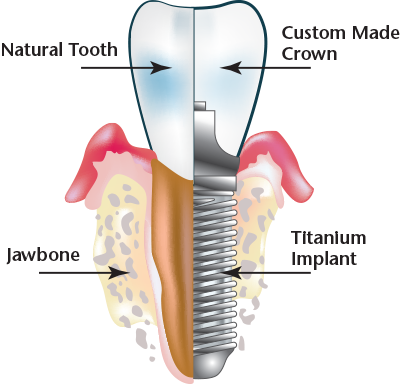 Natural Tooth
Custom Made
Crown
Jawbone
Titanium
Implant